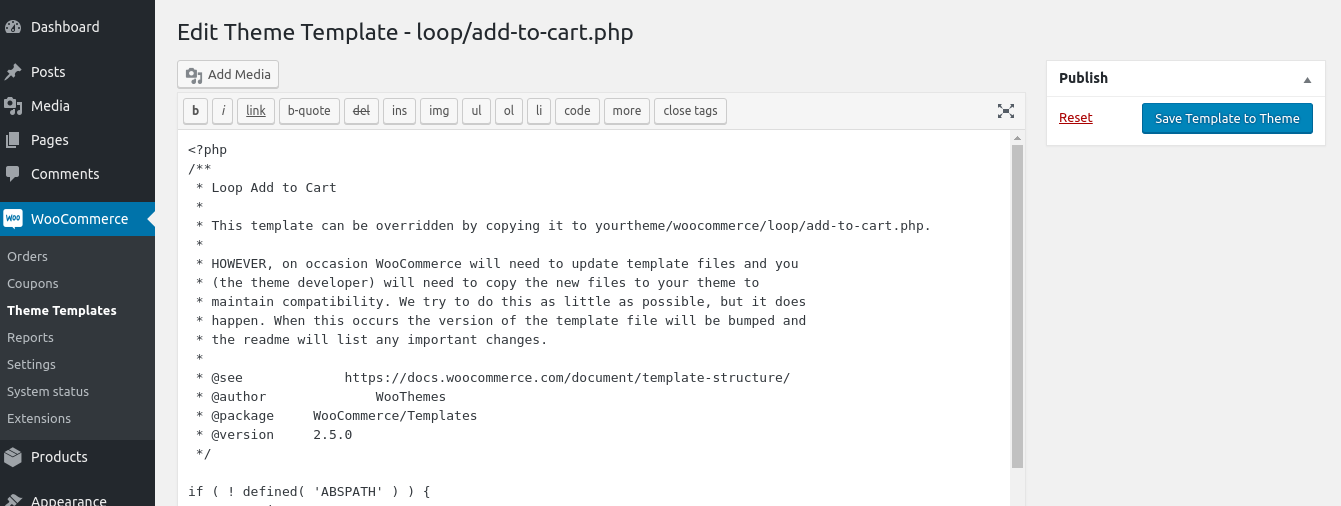 Dashboard
Posts
Media
Pages
Comments
WOO
WooCommerce
Orders
Coupons
Theme Templates
Reports
Settings
System status
Extensions
Products
Appearance
Edit Theme Template - loop/add-to-cart.php
Add Media
b i link b-quote del ins img ul ol li code more close tags
<?php
/**
 * Loop Add to Cart
 *
 * This template can be overridden by copying it to yourtheme/woocommerce/loop/add-to-cart.php.
 *
 * HOWEVER, on occasion WooCommerce will need to update template files and you
 * (the theme developer) will need to copy the new files to your theme to
 * maintain compatibility. We try to do this as little as possible, but it does
 * happen. When this occurs the version of the template file will be bumped and
 * the readme will list any important changes.
 *
 * @see             https://docs.woocommerce.com/document/template-structure/
 * @author              WooThemes
 * @package     WooCommerce/Templates
 * @version     2.5.0
 */
if ( ! defined( 'ABSPATH' ) ) {
Publish
Reset
Save Template to Theme